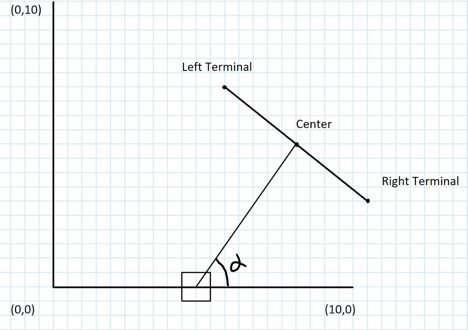 (0,10)
Left Terminal
Center
Right Terminal
α
(0,0)
(10,0)